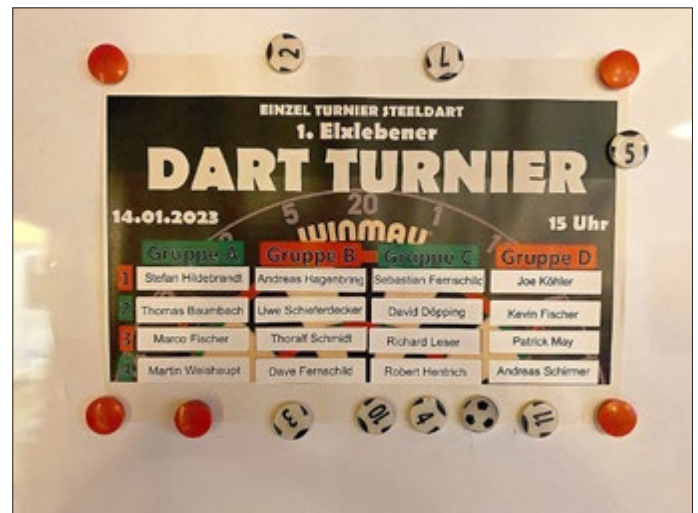 2
7
5
EINZEL TURNIER STEELDART
1. Elxlebener
DART TURNIER
14.01.2023
15 Uhr
5 20 1
WINMAU
Gruppe A Gruppe B Gruppe C Gruppe D
1 Stefan Hildebrandt Andreas Hagenbring Sebastian Fernschild Joe Köhler
2 Thomas Baumbach Uwe Schieferdecker David Döpping Kevin Fischer
3 Marco Fischer Thoralf Schmidt Richard Leser Patrick May
4 Martin Weishaupt Dave Fernschild Robert Hentrich Andreas Schirmer
3 10 4 11